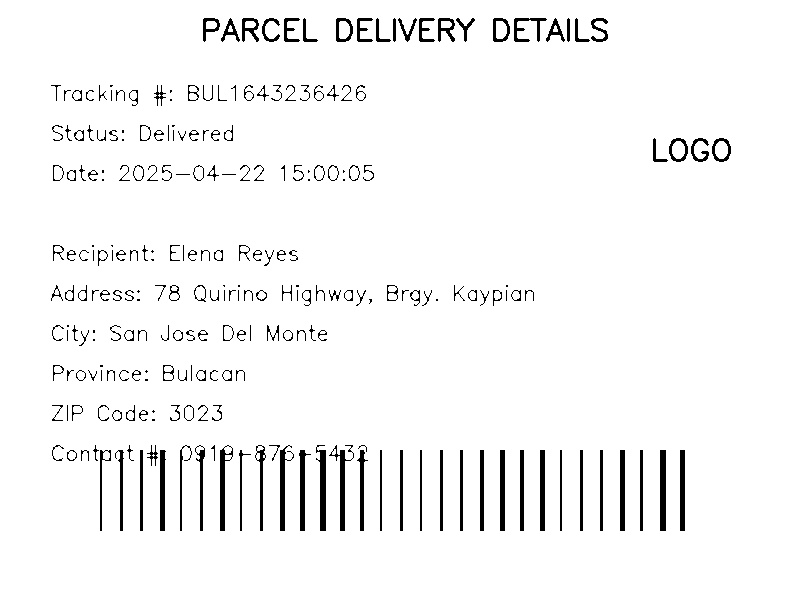 PARCEL DELIVERY DETAILS
Tracking #: BUL1643236426
Status: Delivered
LOGO
Date: 2025-04-22 15:00:05
Recipient: Elena Reyes
Address: 78 Quirino Highway, Brgy. Kaypian
City: San Jose Del Monte
Province: Bulacan
ZIP Code: 3023
Contact #: 0919-876-5432